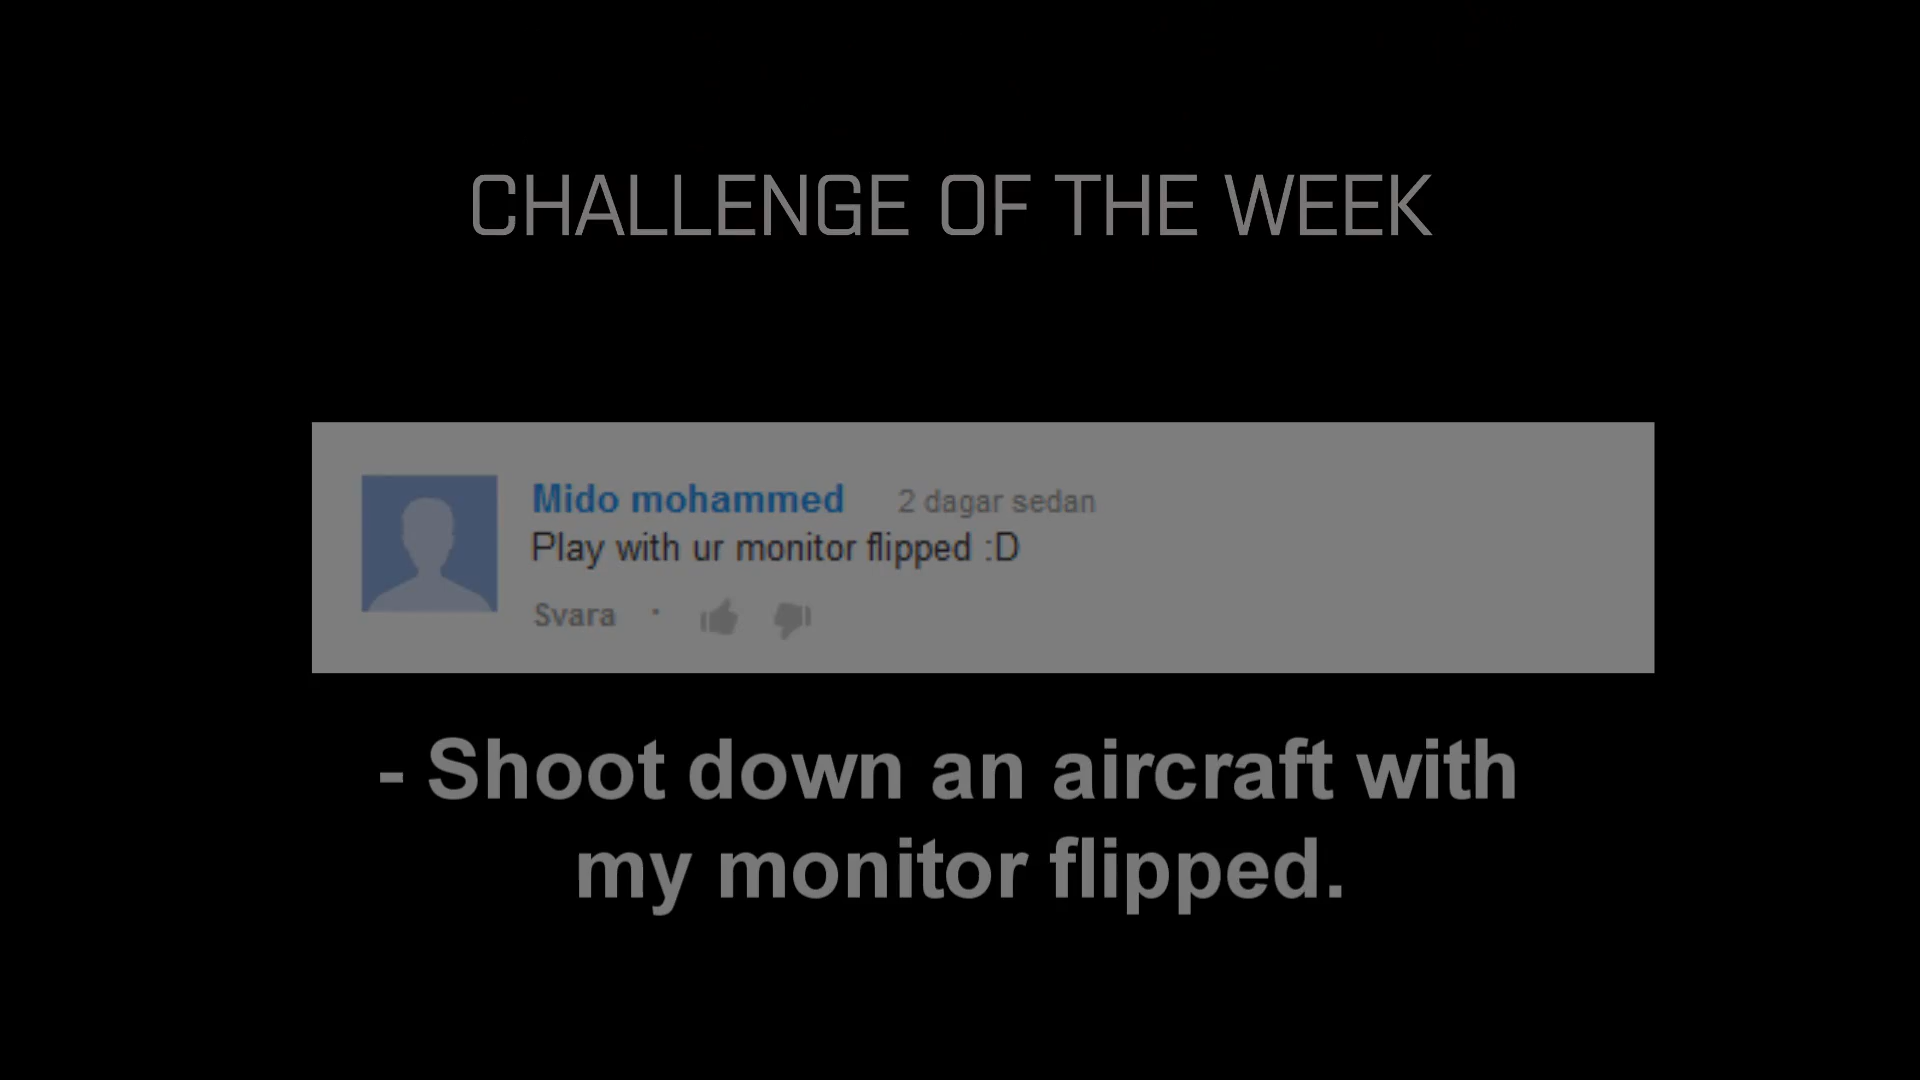 CHALLENGE OF THE WEEK
Mido mohammed 2 dagar sedan
Play with ur monitor flipped :D
Svara ·
- Shoot down an aircraft with
my monitor flipped.